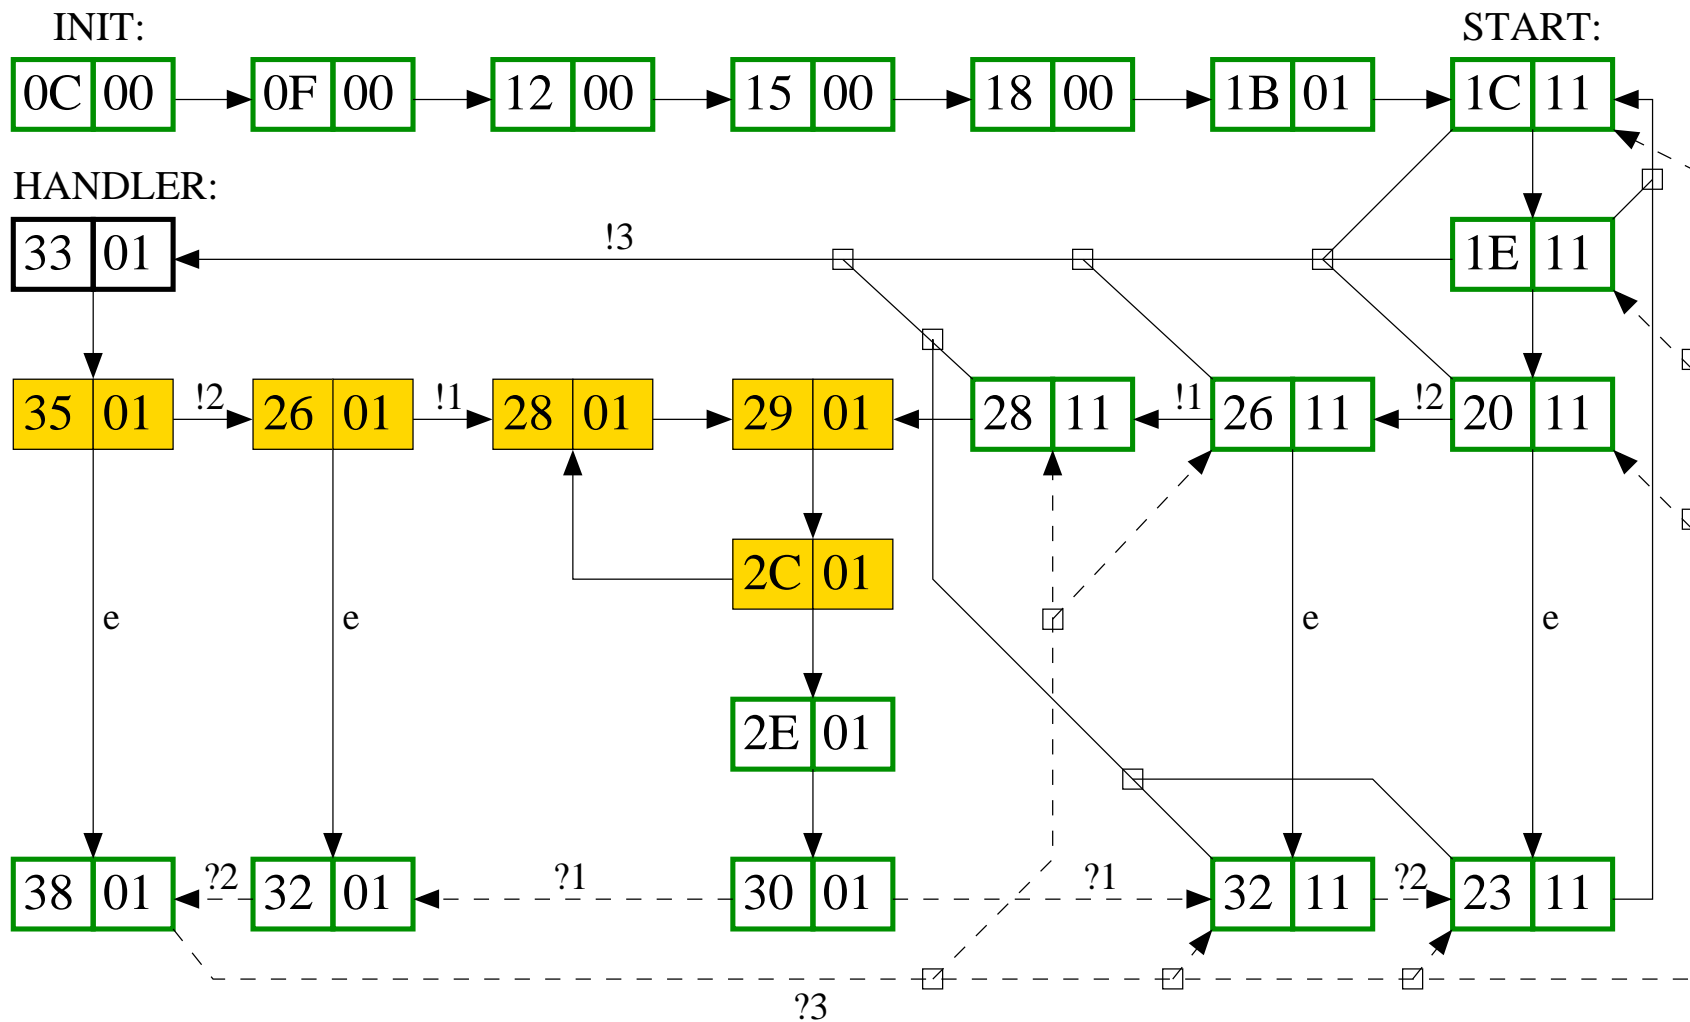 INIT: START:
0C 00 0F 00 12 00 15 00 18 00 1B 01 1C 11
HANDLER:
!3
33 01 1E 11
!2 !1 !1 !2
35 01 26 01 28 01 29 01 28 11 26 11 20 11
2C 01
e e e e
2E 01
?2 ?1 ?1 ?2
38 01 32 01 30 01 32 11 23 11
?3